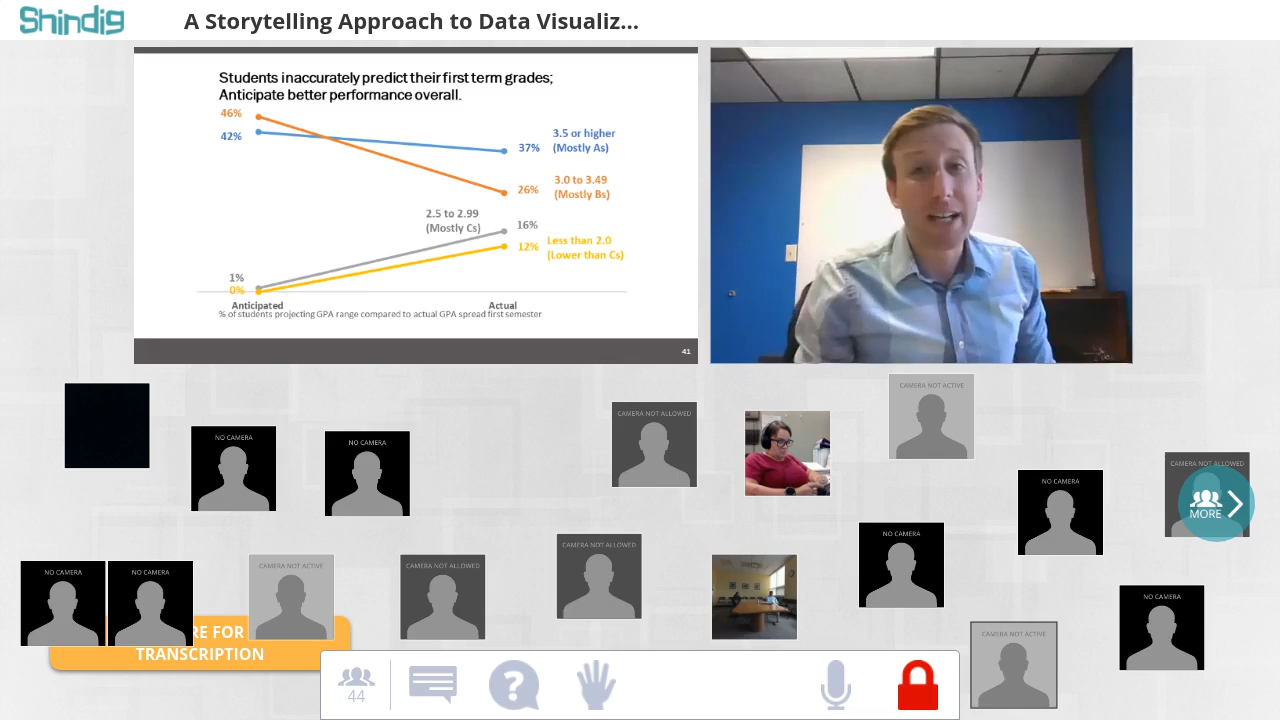 Shindig
A Storytelling Approach to Data Visualiz...
Students inaccurately predict their first term grades;
Anticipate better performance overall.
46%
42%
3.5 or higher
37%
(Mostly As)
3.0 to 3.49
26%
(Mostly Bs)
2.5 to 2.99
(Mostly Cs)
16%
Less than 2.0
12%
(Lower than Cs)
1%
0%
Anticipated
Actual
% of students projecting GPA range compared to actual GPA spread first semester
41
CAMERA NOT ACTIVE
CAMERA NOT ALLOWED
NO CAMERA
NO CAMERA
CAMERA NOT ALLOWED
NO CAMERA
MORE
NO CAMERA
CAMERA NOT ALLOWED
CAMERA NOT ACTIVE
CAMERA NOT ALLOWED
NO CAMERA
NO CAMERA
NO CAMERA
RE FOR
TRANSCRIPTION
CAMERA NOT ACTIVE
44